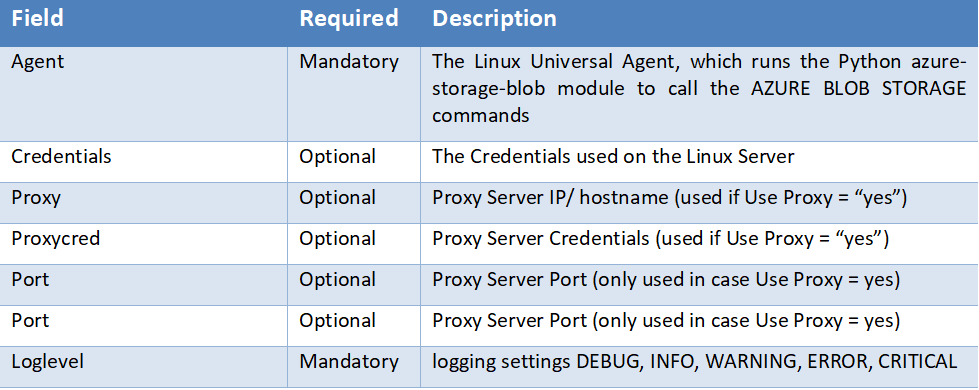 Field Required Description
Agent Mandatory The Linux Universal Agent, which runs the Python azure-
storage-blob module to call the AZURE BLOB STORAGE
commands
Credentials Optional The Credentials used on the Linux Server
Proxy Optional Proxy Server IP/ hostname (used if Use Proxy = “yes”)
Proxycred Optional Proxy Server Credentials (used if Use Proxy = “yes”)
Port Optional Proxy Server Port (only used in case Use Proxy = yes)
Port Optional Proxy Server Port (only used in case Use Proxy = yes)
Loglevel Mandatory logging settings DEBUG, INFO, WARNING, ERROR, CRITICAL